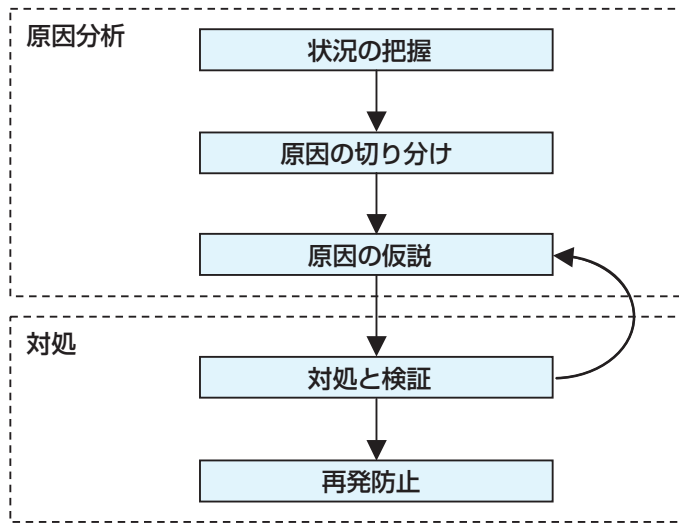 原因分析
状況の把握
原因の切り分け
原因の仮説
対処
対処と検証
再発防止